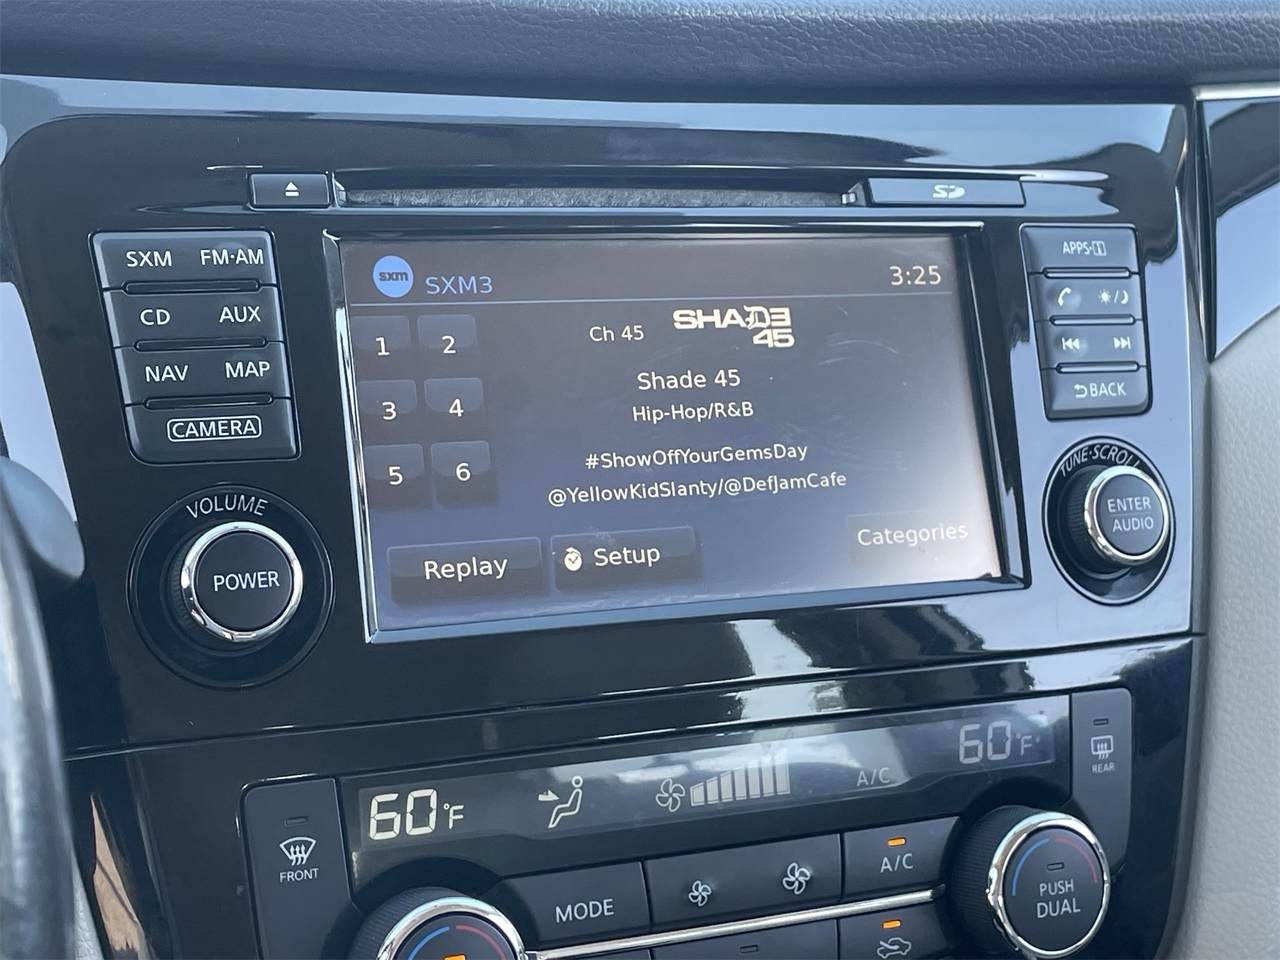 SD
SXM FM·AM
CD AUX
NAV MAP
CAMERA
VOLUME
POWER
sxm SXM3 3:25
1 2
3 4
5 6
Ch 45 SHADE 45
Shade 45
Hip-Hop/R&B
#ShowOffYourGemsDay
@YellowKidSlanty/@DefJamCafe
Replay Setup Categories
APPS·i
BACK
TUNE·SCROLL
ENTER
AUDIO
60°F A/C 60°F
FRONT
REAR
MODE
A/C
PUSH
DUAL